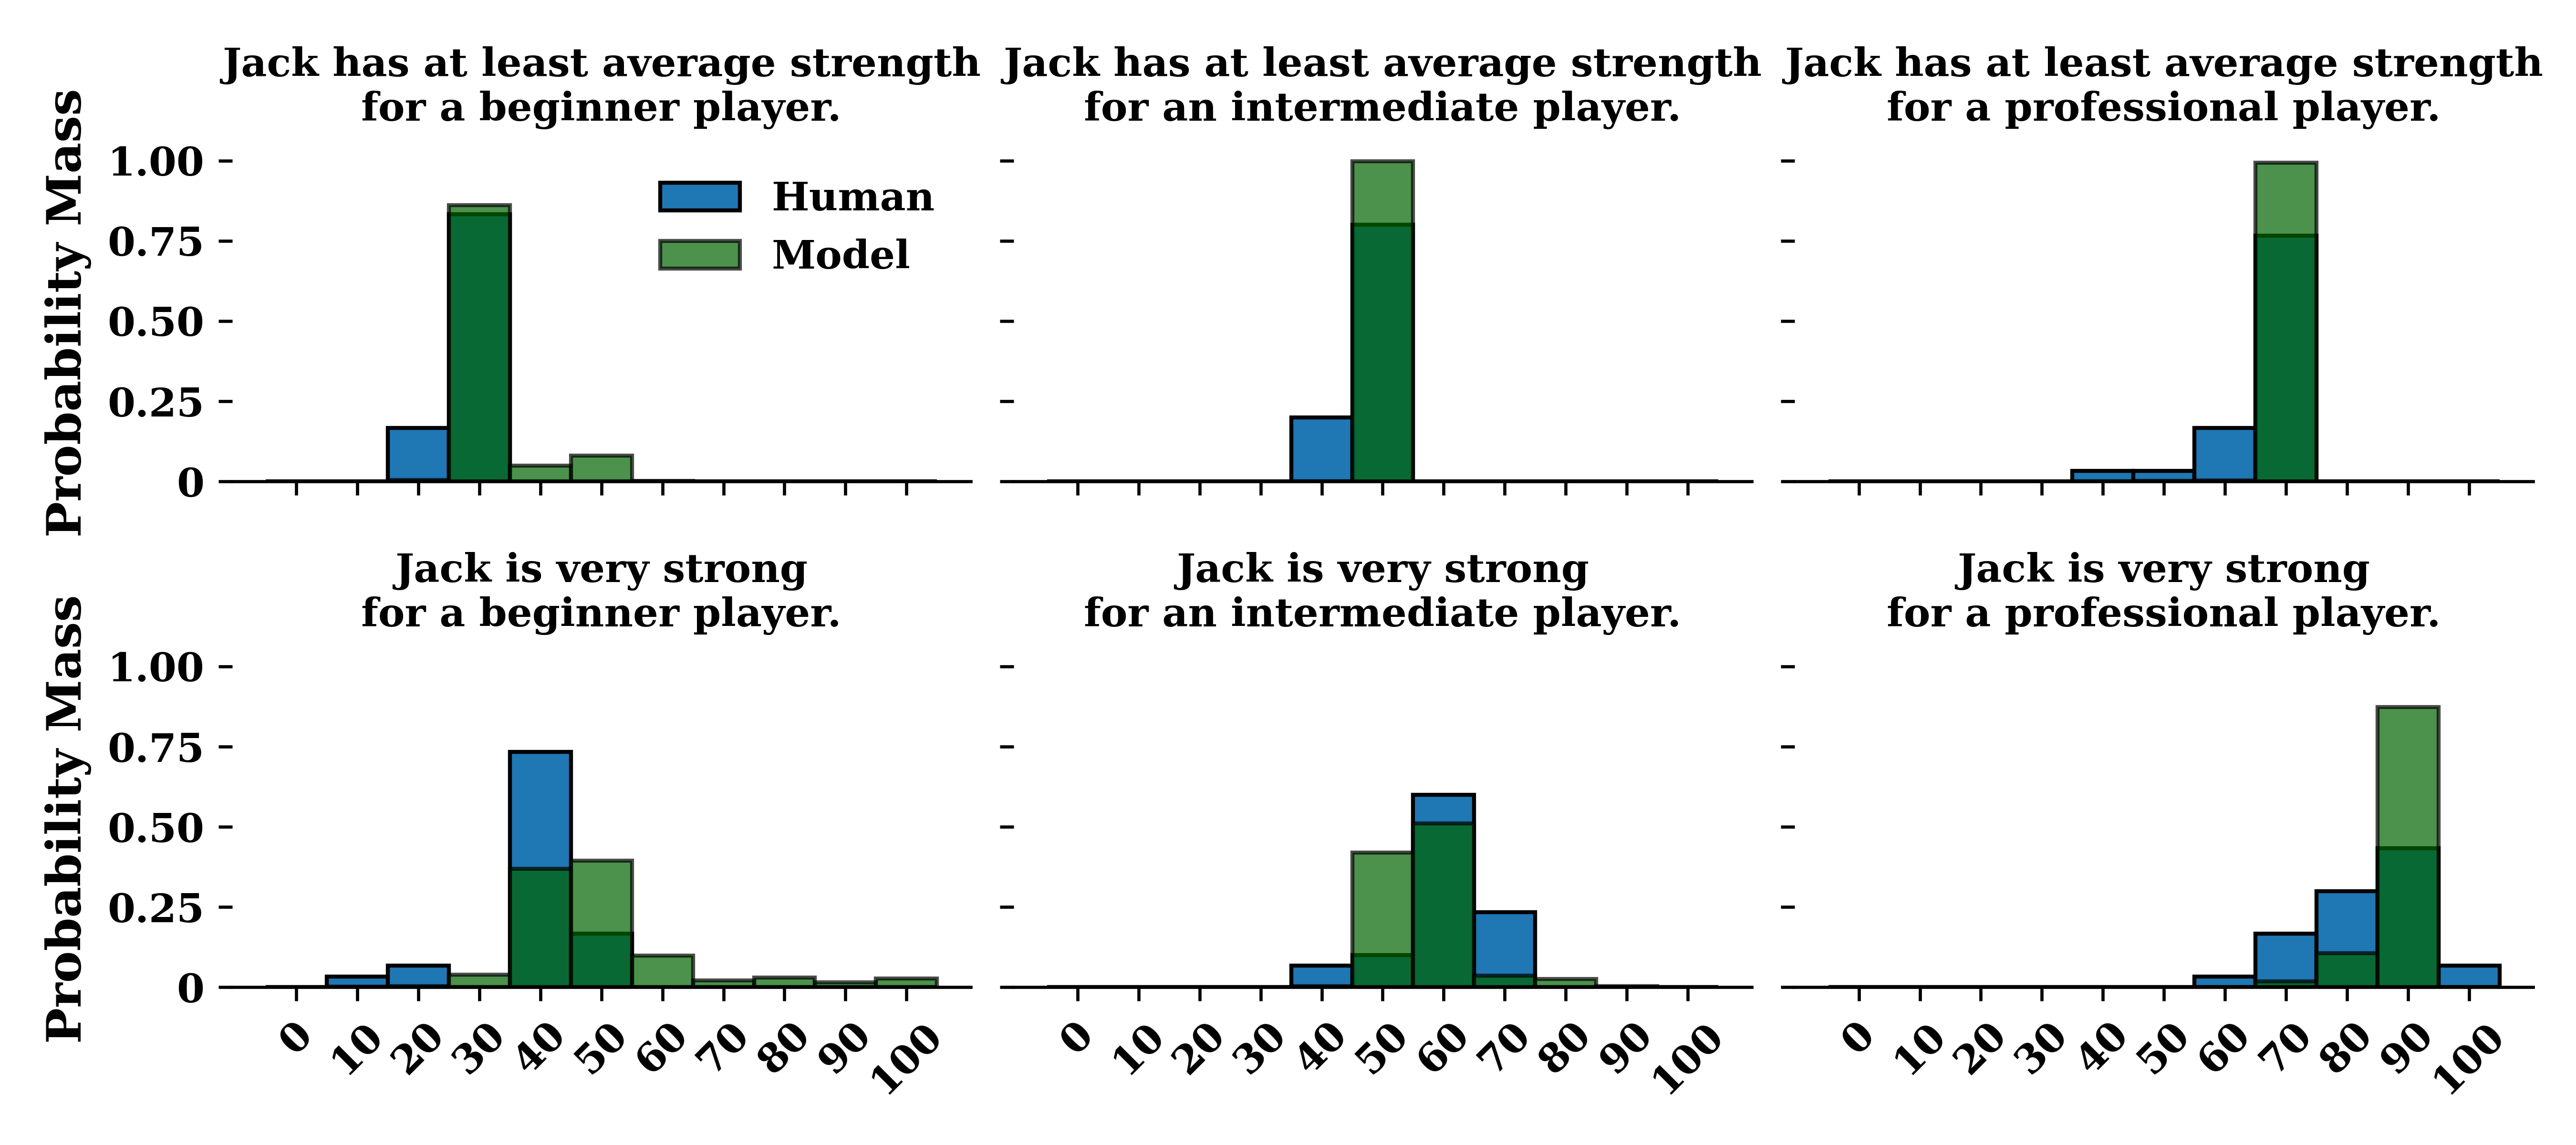 Jack has at least average strength
for a beginner player.
Jack has at least average strength
for an intermediate player.
Jack has at least average strength
for a professional player.
Probability Mass
1.00
0.75
0.50
0.25
0
Human
Model
Jack is very strong
for a beginner player.
Jack is very strong
for an intermediate player.
Jack is very strong
for a professional player.
Probability Mass
1.00
0.75
0.50
0.25
0
0 10 20 30 40 50 60 70 80 90 100
0 10 20 30 40 50 60 70 80 90 100
0 10 20 30 40 50 60 70 80 90 100